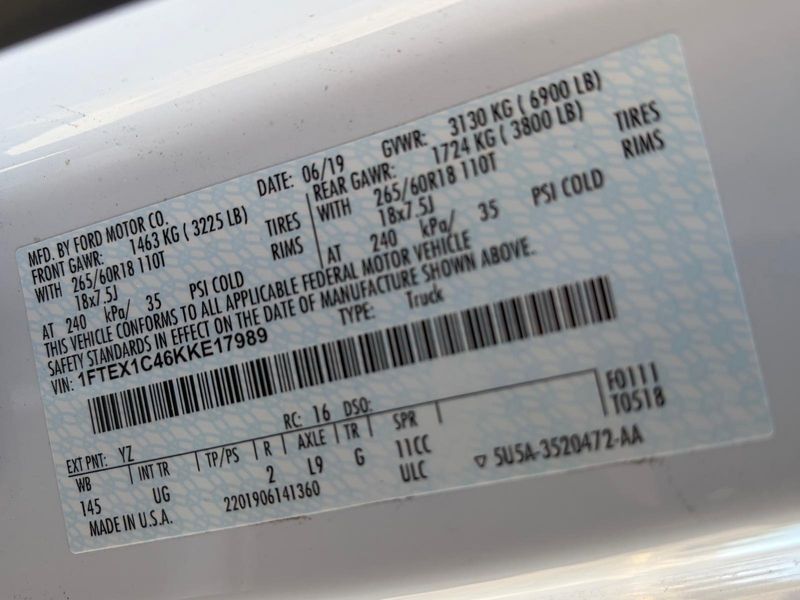 MFD. BY FORD MOTOR CO.
DATE: 06/19 GVWR: 3130 KG ( 6900 LB)
FRONT GAWR: 1463 KG ( 3225 LB) REAR GAWR: 1724 KG ( 3800 LB)
WITH 265/60R18 110T TIRES WITH 265/60R18 110T TIRES
18x7.5J RIMS 18x7.5J RIMS
AT 240 kPa/ 35 PSI COLD AT 240 kPa/ 35 PSI COLD
THIS VEHICLE CONFORMS TO ALL APPLICABLE FEDERAL MOTOR VEHICLE
SAFETY STANDARDS IN EFFECT ON THE DATE OF MANUFACTURE SHOWN ABOVE.
VIN: 1FTEX1C46KKE17989 TYPE: Truck
F0111
EXT PNT: YZ RC: 16 DSO: T0518
WB INT TR TP/PS R AXLE TR SPR
145 UG 2 L9 G 11CC 5U5A-3520472-AA
MADE IN U.S.A. 2201906141360 ULC